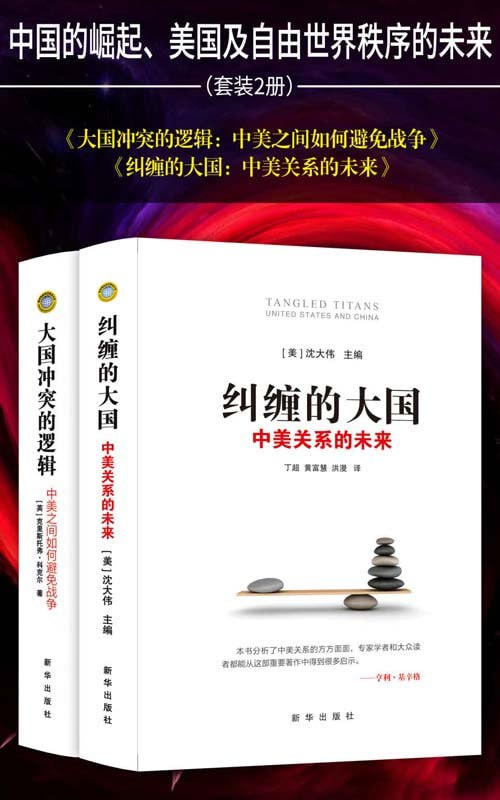 中国的崛起、美国及自由世界秩序的未来
（套装2册）
《大国冲突的逻辑：中美之间如何避免战争》
《纠缠的大国：中美关系的未来》
大国冲突的逻辑
中美之间如何避免战争
[英]克里斯托弗·科克尔 著
新华出版社
纠缠的大国
中美关系的未来
[美]沈大伟 主编
新华出版社
TANGLED TITANS
UNITED STATES AND CHINA
[美]沈大伟 主编
纠缠的大国
中美关系的未来
丁超 黄富慧 洪漫 译
本书分析了中美关系的方方面面，专家学者和大众读
者都能从这部重要著作中得到很多启示。
——亨利·基辛格
新华出版社